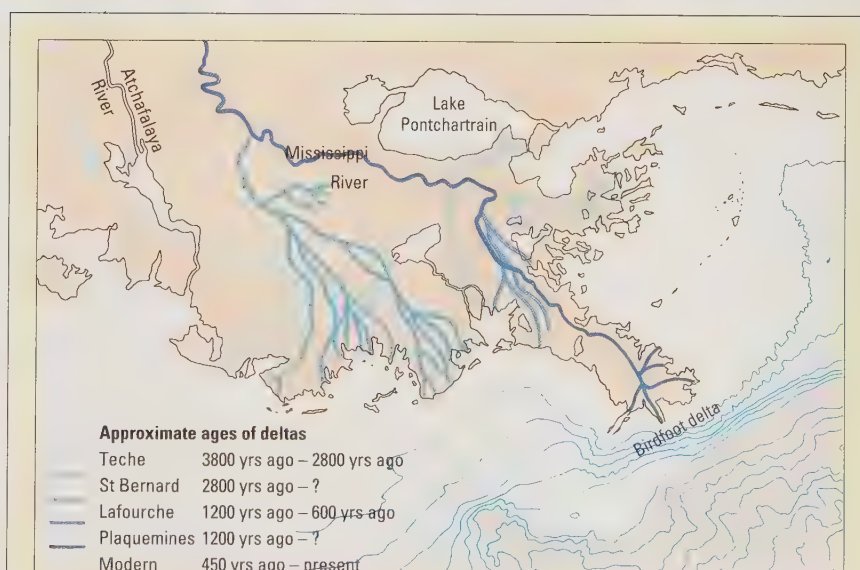 Atchafalaya
River
Lake
Pontchartrain
Mississippi
River
Birdfoot delta
Approximate ages of deltas
Teche 3800 yrs ago – 2800 yrs ago
St Bernard 2800 yrs ago – ?
Lafourche 1200 yrs ago – 600 yrs ago
Plaquemines 1200 yrs ago – ?
Modern 450 yrs ago – present